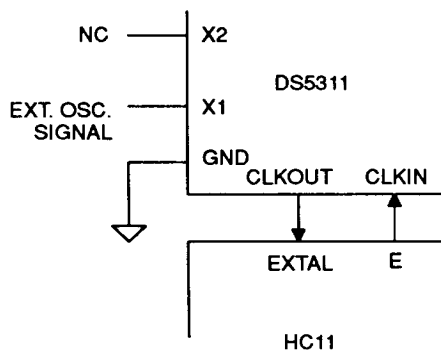 NC
X2
DS5311
EXT. OSC.
SIGNAL
X1
GND
CLKOUT
CLKIN
EXTAL
E
HC11